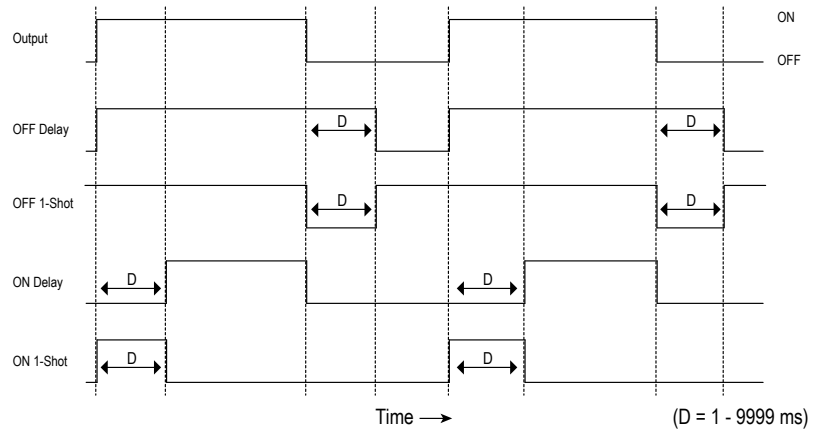 Output
ON
OFF
OFF Delay
D
D
OFF 1-Shot
D
D
ON Delay
D
D
ON 1-Shot
D
D
Time →
(D = 1 - 9999 ms)